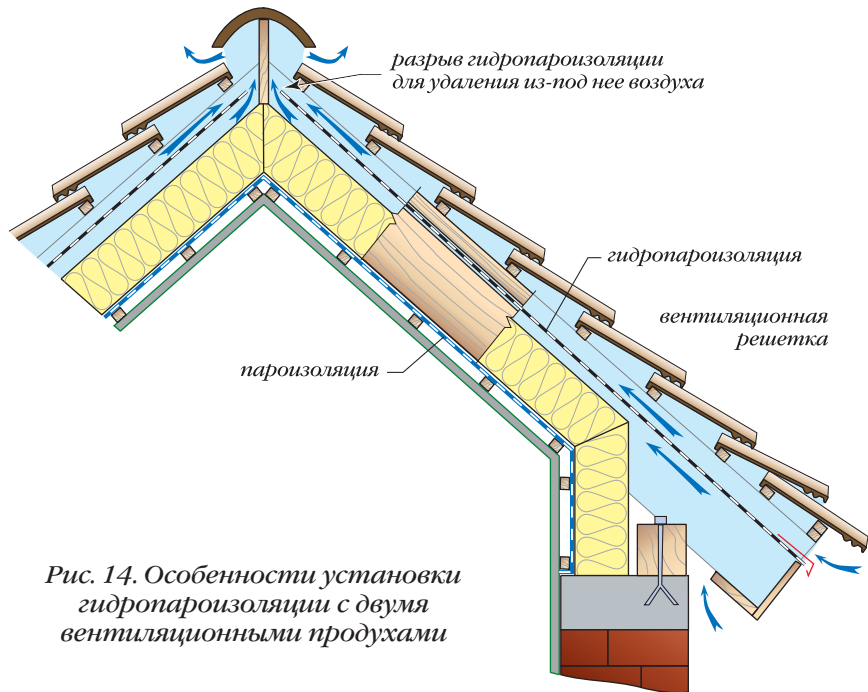 разрыв гидропароизоляции
для удаления из-под нее воздуха
гидропароизоляция
вентиляционная
решетка
пароизоляция
Рис. 14. Особенности установки
гидропароизоляции с двумя
вентиляционными продухами